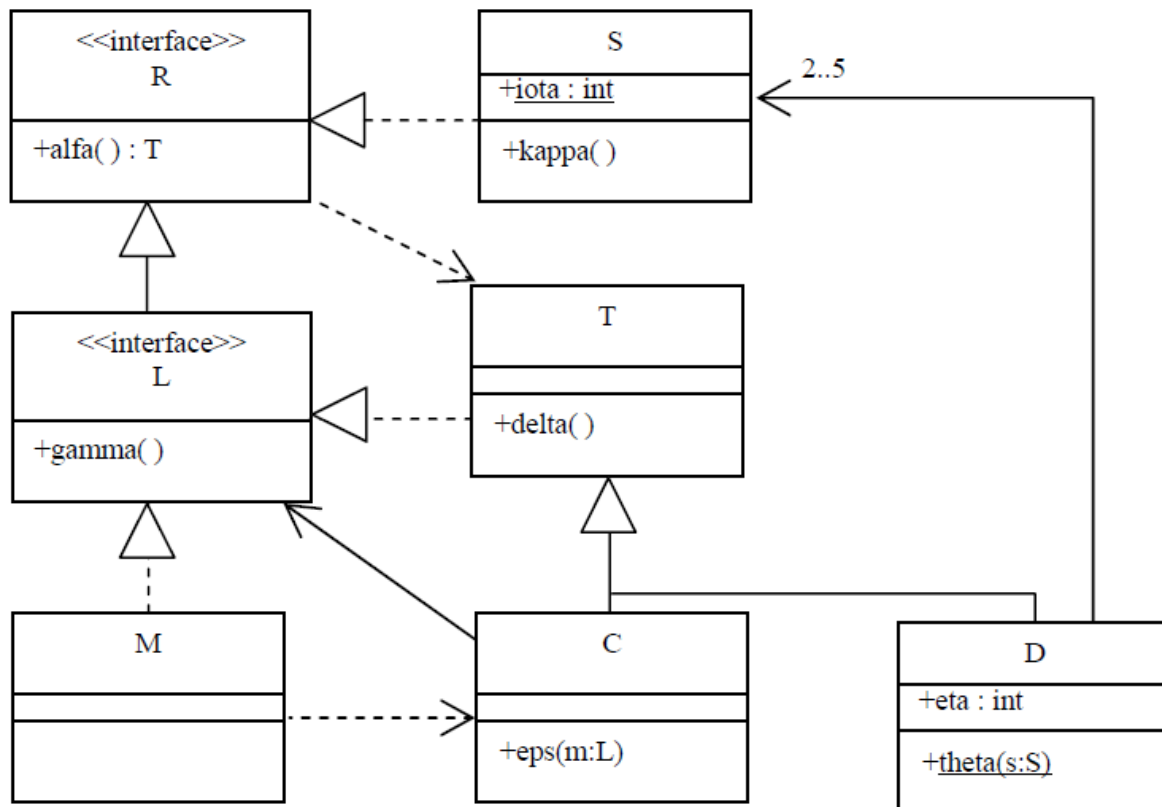 <<interface>>
R
+alfa( ) : T
S
+iota : int
+kappa( )
2..5
<<interface>>
L
+gamma( )
T
+delta( )
M
C
+eps(m:L)
D
+eta : int
+theta(s:S)